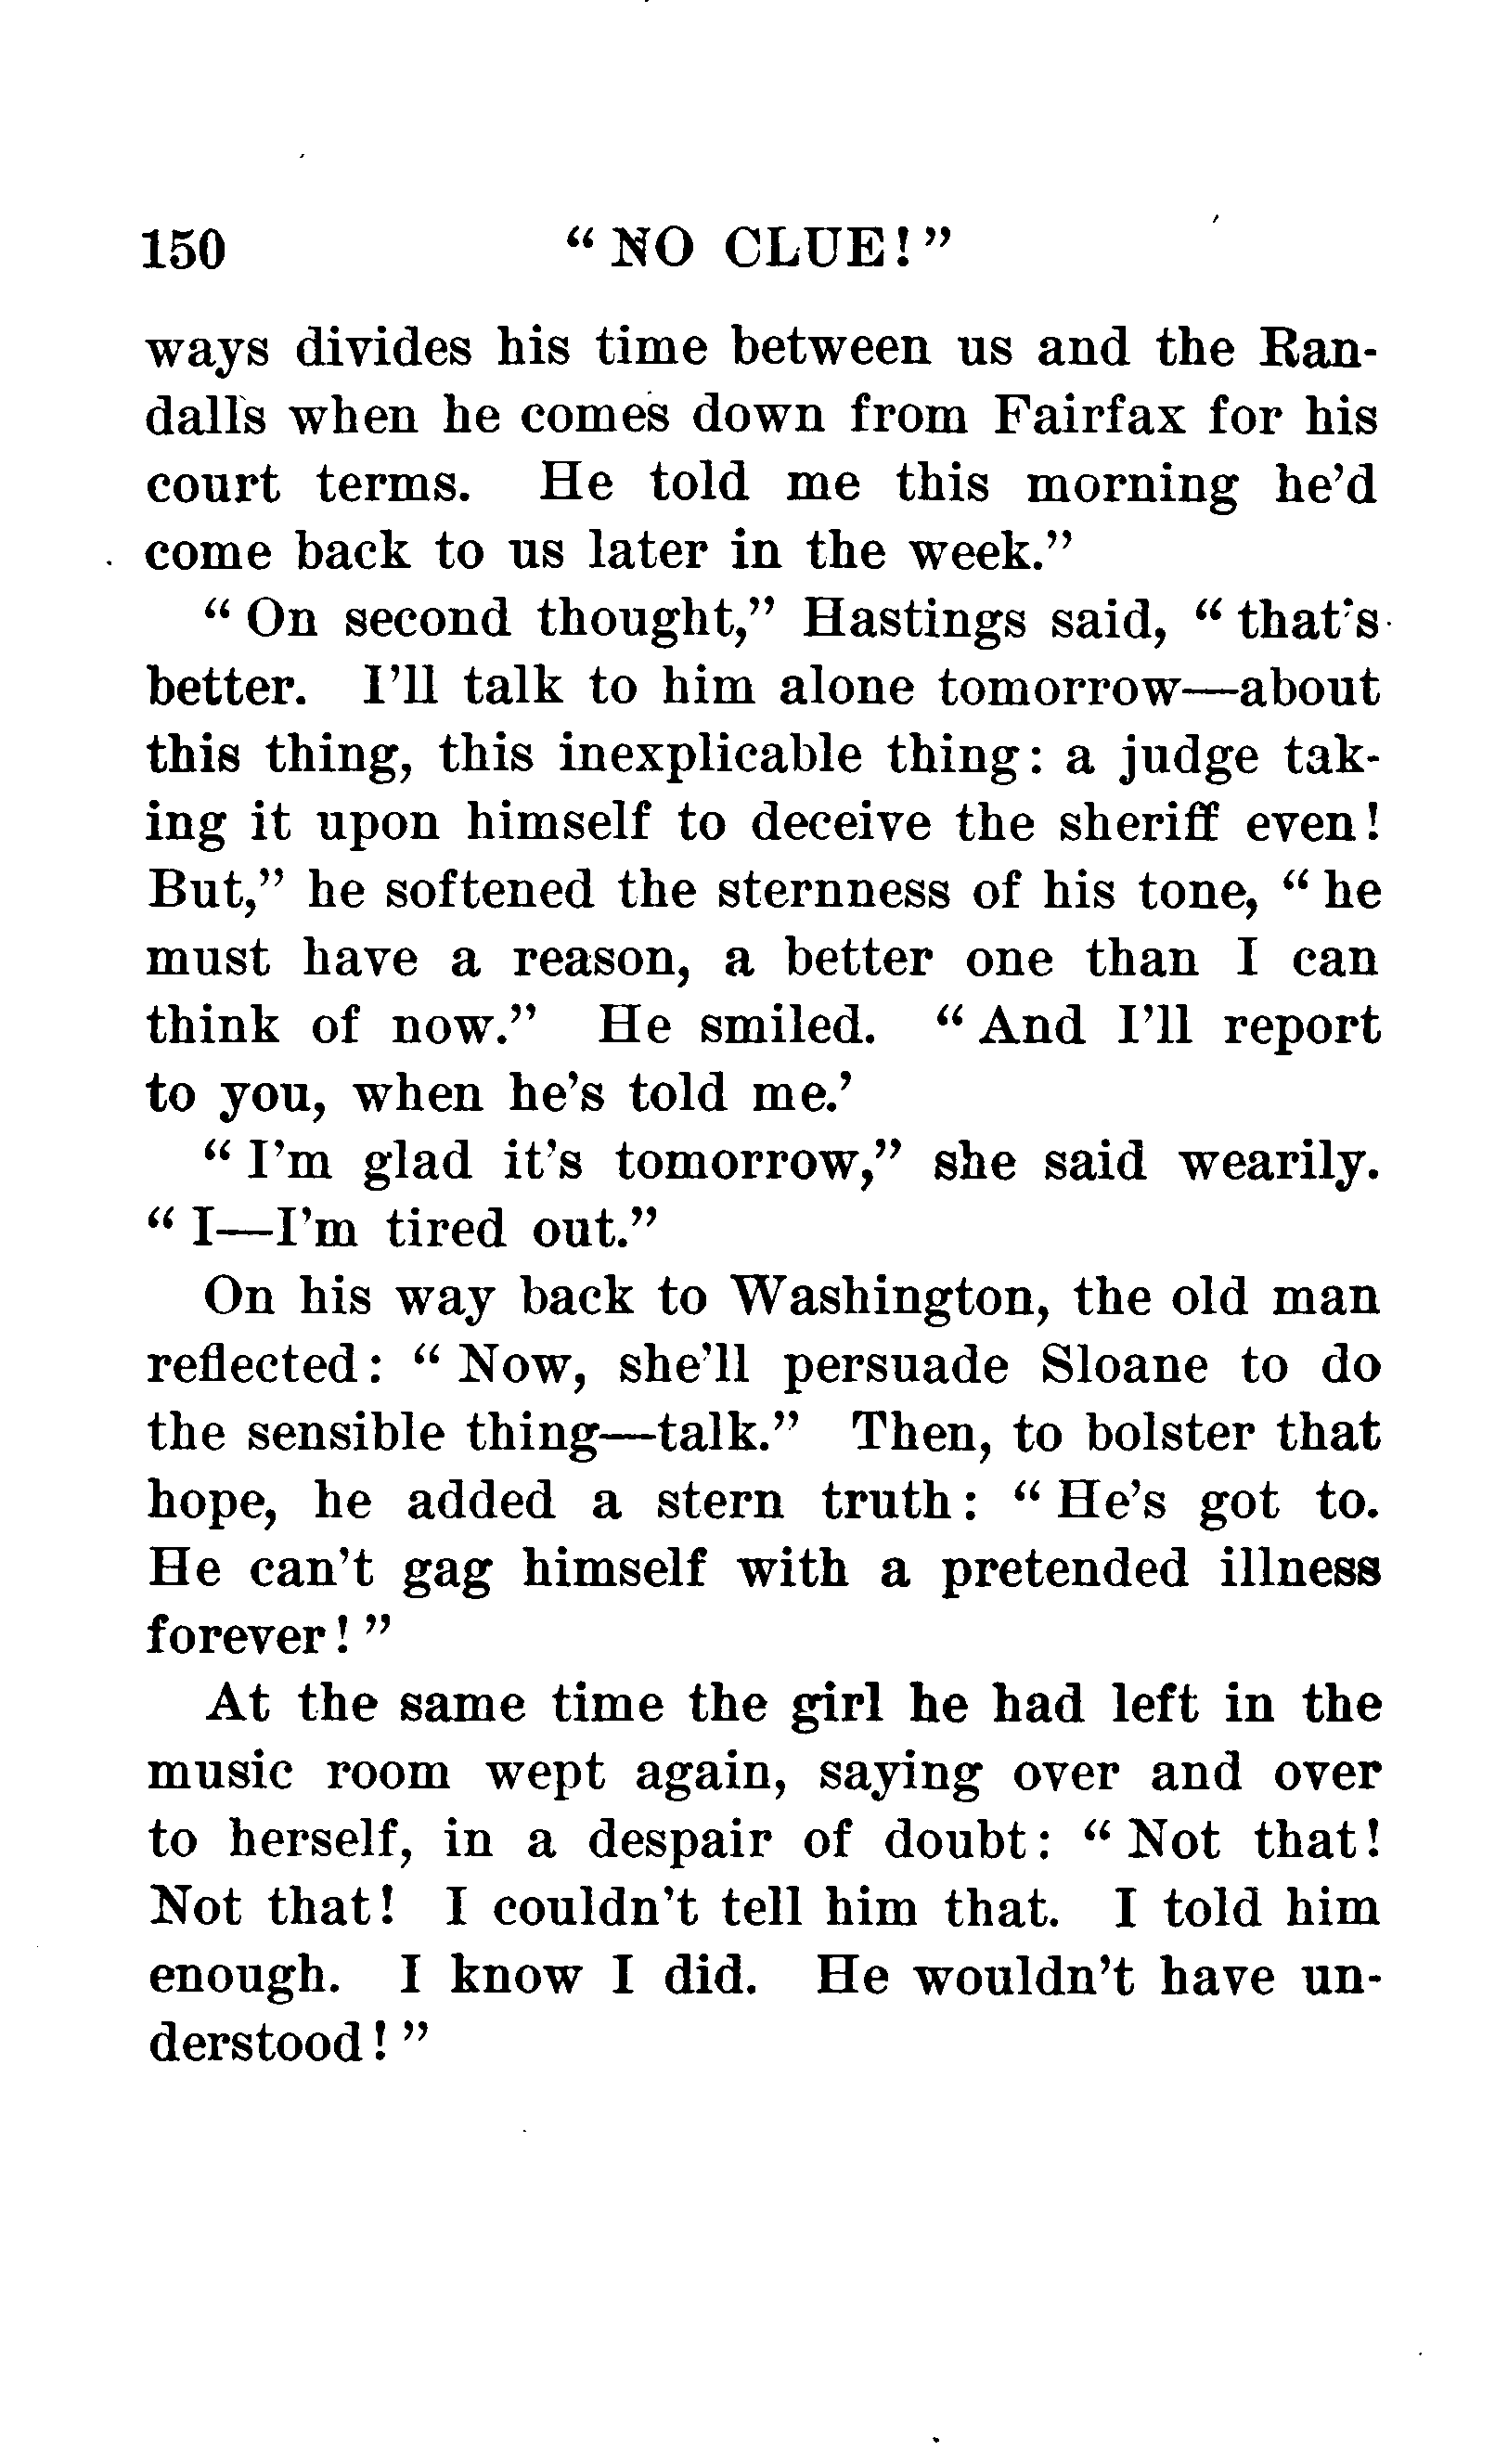 150 “ NO CLUE! ”
ways divides his time between us and the Ran-
dalls when he comes down from Fairfax for his
court terms. He told me this morning he’d
come back to us later in the week.”
“ On second thought,” Hastings said, “ that’s
better. I’ll talk to him alone tomorrow—about
this thing, this inexplicable thing: a judge tak-
ing it upon himself to deceive the sheriff even!
But,” he softened the sternness of his tone, “ he
must have a reason, a better one than I can
think of now.” He smiled. “ And I’ll report
to you, when he’s told me.’
“ I’m glad it’s tomorrow,” she said wearily.
“ I—I’m tired out.”
On his way back to Washington, the old man
reflected: “ Now, she’ll persuade Sloane to do
the sensible thing—talk.” Then, to bolster that
hope, he added a stern truth: “ He’s got to.
He can’t gag himself with a pretended illness
forever! ”
At the same time the girl he had left in the
music room wept again, saying over and over
to herself, in a despair of doubt: “ Not that!
Not that! I couldn’t tell him that. I told him
enough. I know I did. He wouldn’t have un-
derstood! ”